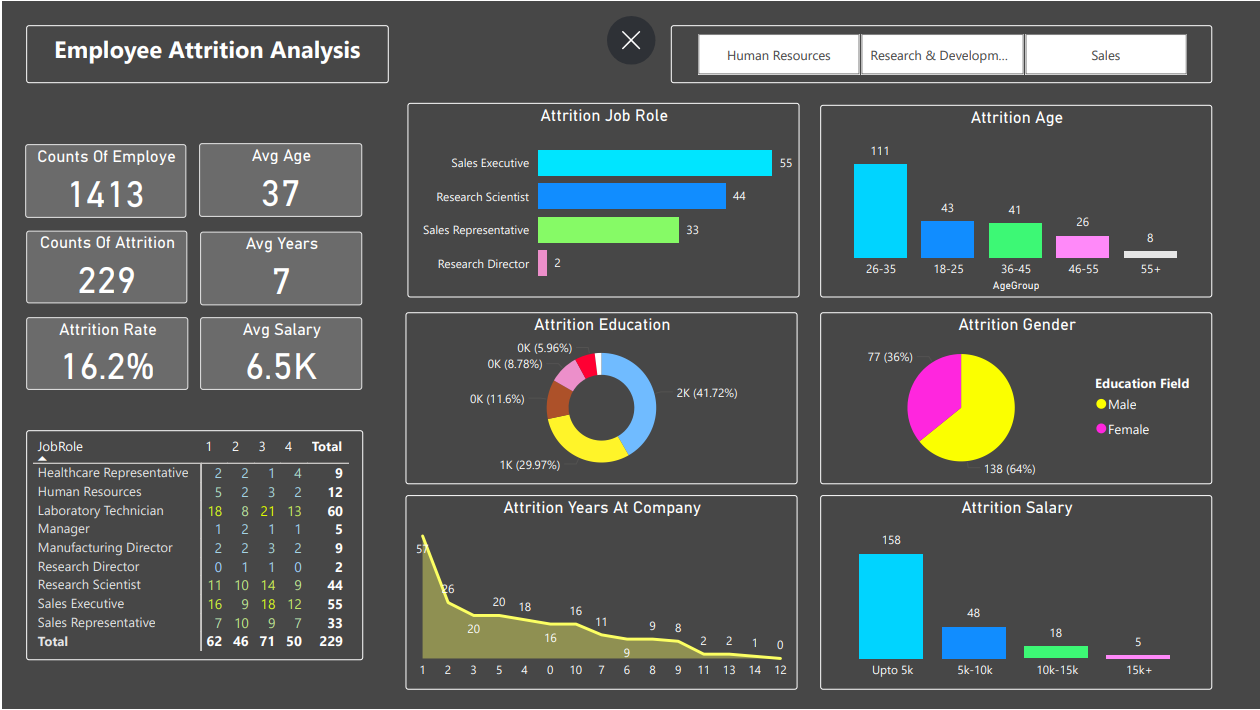 Employee Attrition Analysis
Human Resources
Research & Developm...
Sales
Counts Of Employe
1413
Avg Age
37
Counts Of Attrition
229
Avg Years
7
Attrition Rate
16.2%
Avg Salary
6.5K
JobRole 1 2 3 4 Total
Healthcare Representative 2 2 1 4 9
Human Resources 5 2 3 2 12
Laboratory Technician 18 8 21 13 60
Manager 1 2 1 1 5
Manufacturing Director 2 2 3 2 9
Research Director 0 1 1 0 2
Research Scientist 11 10 14 9 44
Sales Executive 16 9 18 12 55
Sales Representative 7 10 9 7 33
Total 62 46 71 50 229
Attrition Job Role
Sales Executive 55
Research Scientist 44
Sales Representative 33
Research Director 2
Attrition Age
111 43 41 26 8
26-35 18-25 36-45 46-55 55+
AgeGroup
Attrition Education
0K (5.96%)
0K (8.78%)
0K (11.6%)
2K (41.72%)
1K (29.97%)
Attrition Gender
77 (36%)
138 (64%)
Education Field
Male
Female
Attrition Years At Company
57 26 20 20 18 16 16 11 9 9 8 2 2 1 0
1 2 3 5 4 0 10 7 6 8 9 11 13 14 12
Attrition Salary
158 48 18 5
Upto 5k 5k-10k 10k-15k 15k+